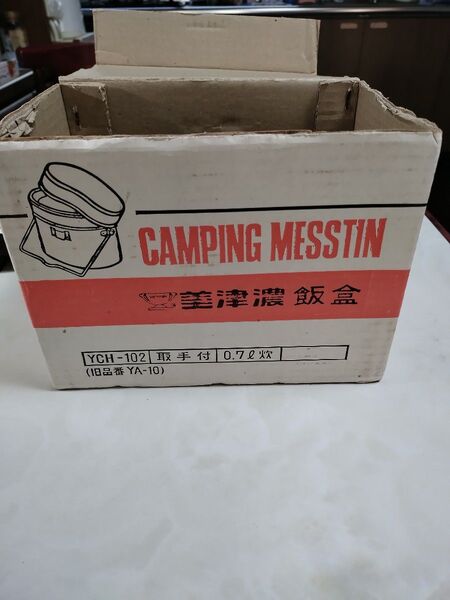 CAMPING MESSTIN
美津濃飯盒
YCH-102 取手付 0.7ℓ炊
(旧品番 YA-10)